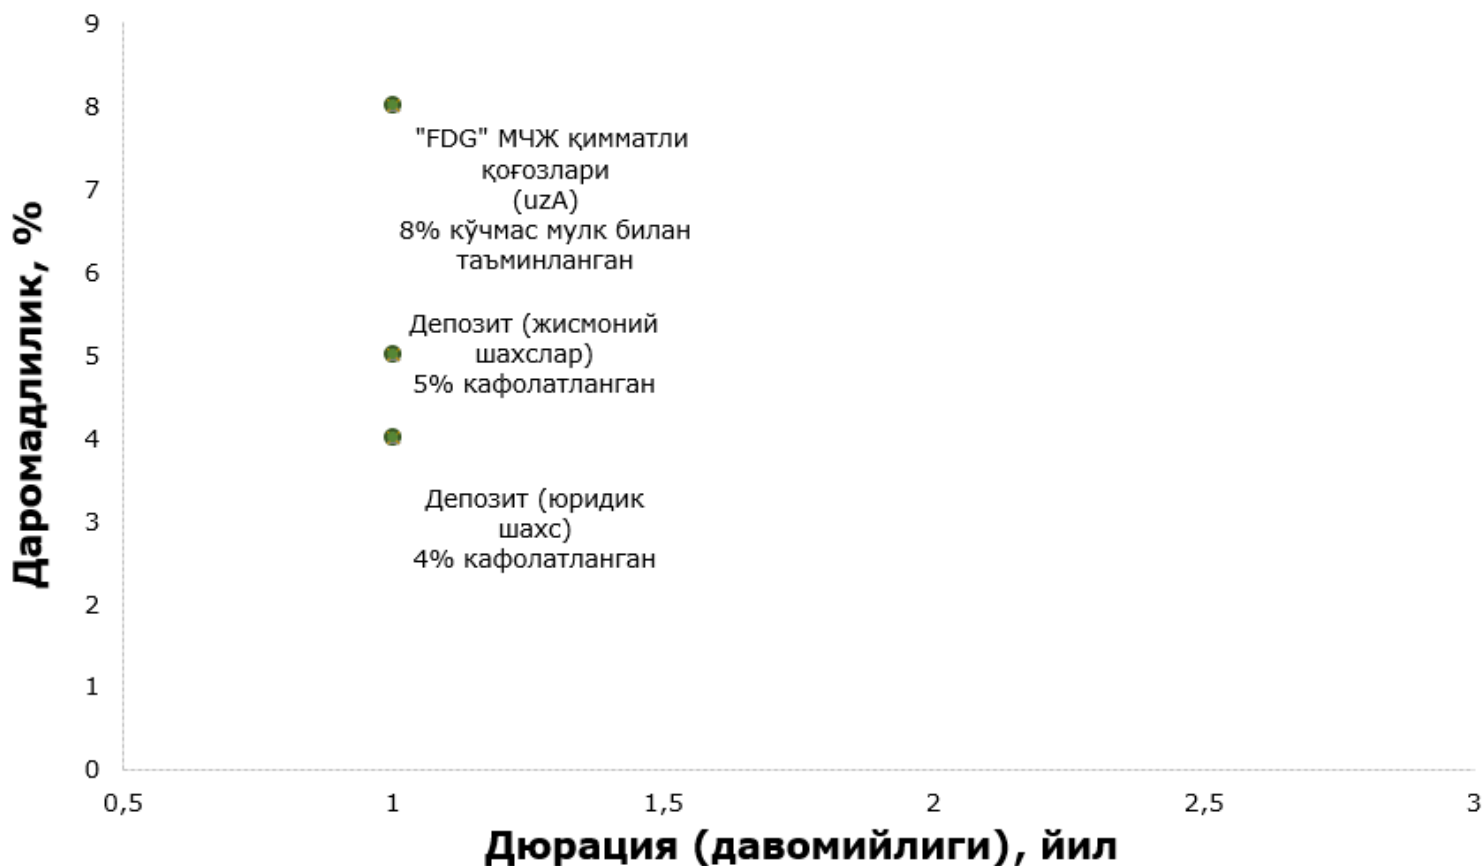 Даромадлилик, %
9
8
7
6
5
4
3
2
1
0
"FDG" МЧЖ қимматли
қоғозлари
(uzA)
8% кўчмас мулк билан
таъминланган
Депозит (жисмоний
шахслар)
5% кафолатланган
Депозит (юридик
шахс)
4% кафолатланган
0,5
1
1,5
2
2,5
3
Дюрация (давомийлиги), йил